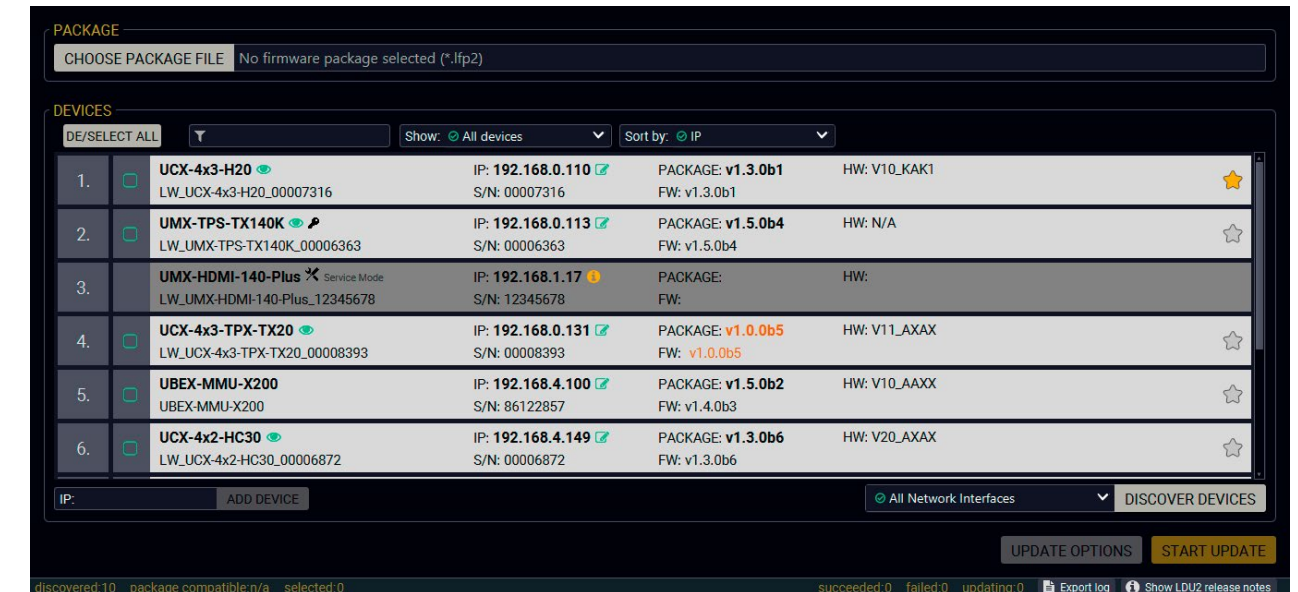 PACKAGE
CHOOSE PACKAGE FILE No firmware package selected (*.lfp2)
DEVICES
DE/SELECT ALL Show: All devices Sort by: IP
1. UCX-4x3-H20 IP: 192.168.0.110 PACKAGE: v1.3.0b1 HW: V10_KAK1
LW_UCX-4x3-H20_00007316 S/N: 00007316 FW: v1.3.0b1
2. UMX-TPS-TX140K IP: 192.168.0.113 PACKAGE: v1.5.0b4 HW: N/A
LW_UMX-TPS-TX140K_00006363 S/N: 00006363 FW: v1.5.0b4
3. UMX-HDMI-140-Plus Service Mode IP: 192.168.1.17 PACKAGE: HW:
LW_UMX-HDMI-140-Plus_12345678 S/N: 12345678 FW:
4. UCX-4x3-TPX-TX20 IP: 192.168.0.131 PACKAGE: v1.0.0b5 HW: V11_AXAX
LW_UCX-4x3-TPX-TX20_00008393 S/N: 00008393 FW: v1.0.0b5
5. UBEX-MMU-X200 IP: 192.168.4.100 PACKAGE: v1.5.0b2 HW: V10_AAXX
UBEX-MMU-X200 S/N: 86122857 FW: v1.4.0b3
6. UCX-4x2-HC30 IP: 192.168.4.149 PACKAGE: v1.3.0b6 HW: V20_AXAX
LW_UCX-4x2-HC30_00006872 S/N: 00006872 FW: v1.3.0b6
IP: ADD DEVICE All Network Interfaces DISCOVER DEVICES
UPDATE OPTIONS START UPDATE
discovered:10 package compatible:n/a selected:0 succeeded:0 failed:0 updating:0 Export log Show LDU2 release notes